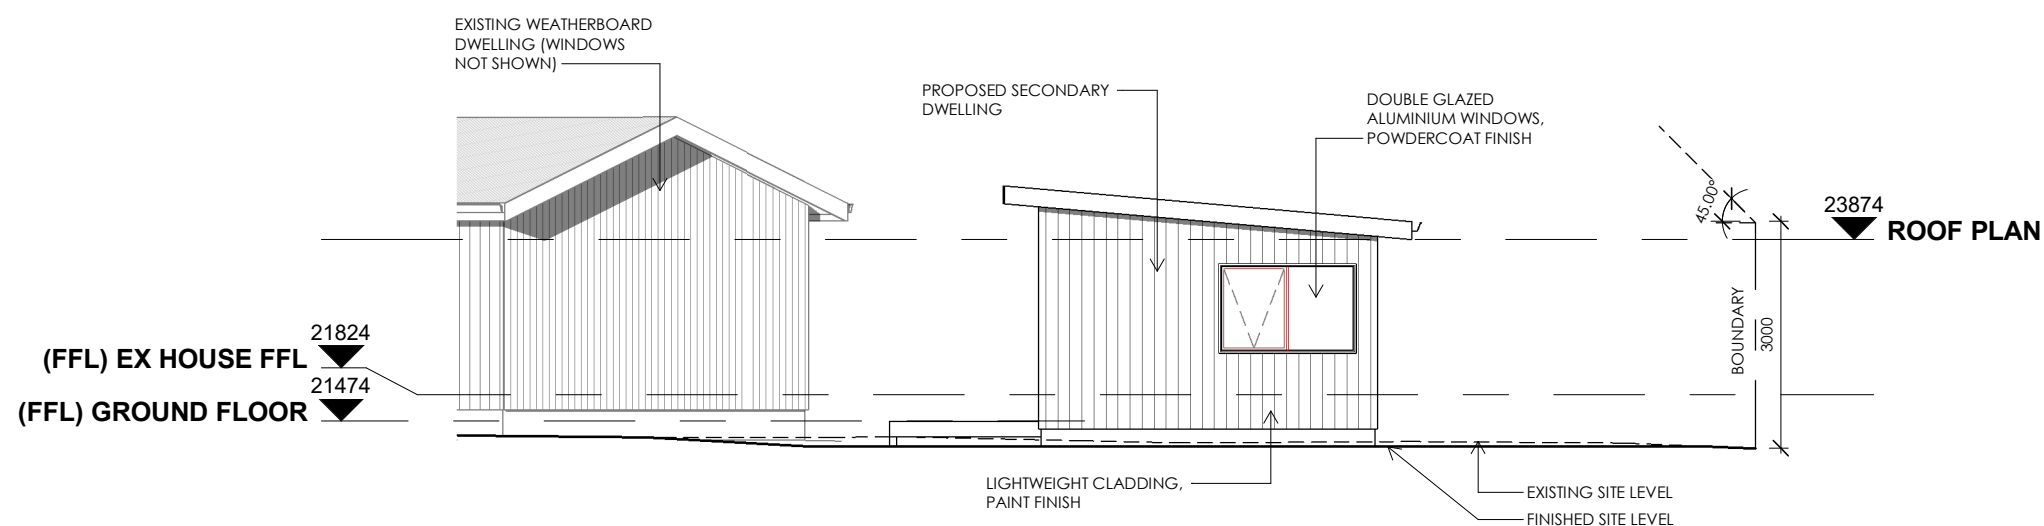 EXISTING WEATHERBOARD
DWELLING (WINDOWS
NOT SHOWN)
PROPOSED SECONDARY
DWELLING
DOUBLE GLAZED
ALUMINIUM WINDOWS,
POWDERCOAT FINISH
45.00°
23874
ROOF PLAN
BOUNDARY
3000
21824
(FFL) EX HOUSE FFL
21474
(FFL) GROUND FLOOR
LIGHTWEIGHT CLADDING,
PAINT FINISH
EXISTING SITE LEVEL
FINISHED SITE LEVEL